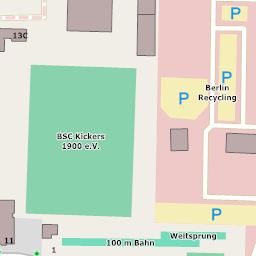 P
130
P
Berlin
Recycling
P
BSC Kickers
1900 e.V.
P
Weitsprung
11
100 m Bahn
1